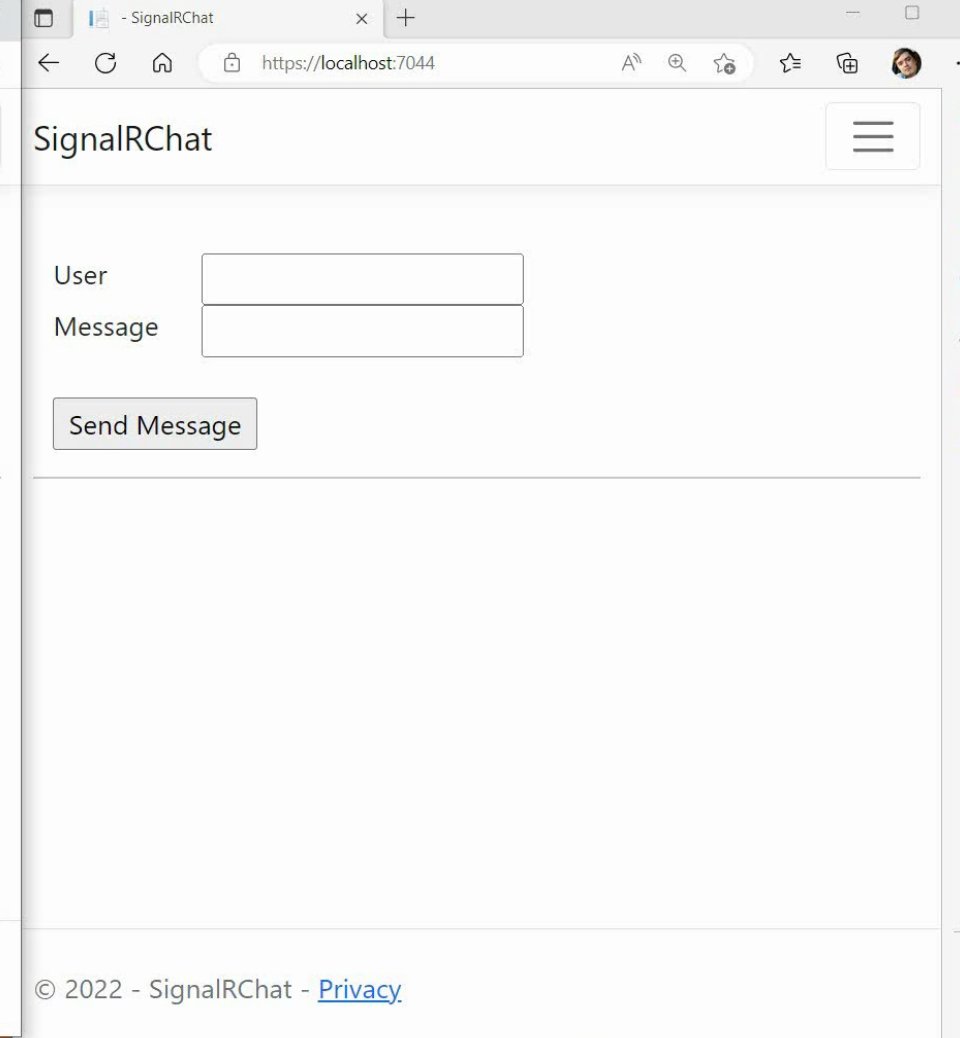 - SignalRChat
https://localhost:7044
SignalRChat
User
Message
Send Message
© 2022 - SignalRChat - Privacy